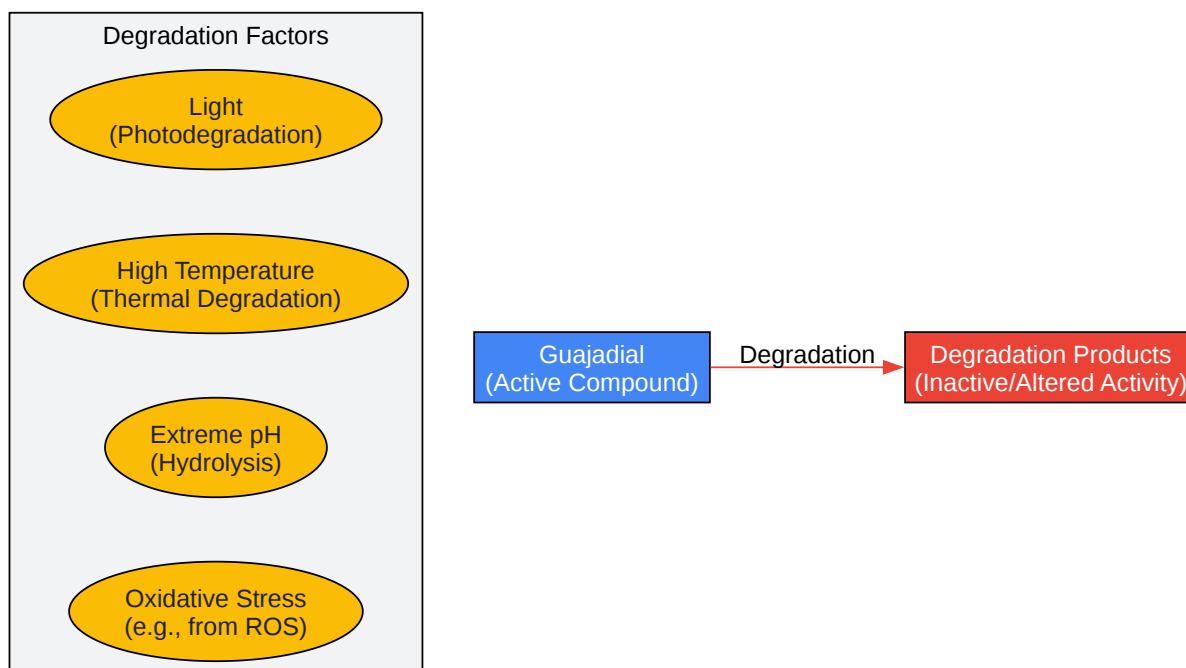 Degradation Factors
Light
(Photodegradation)
High Temperature
(Thermal Degradation)
Extreme pH
(Hydrolysis)
Oxidative Stress
(e.g., from ROS)
Guajadial
(Active Compound)
Degradation
Degradation Products
(Inactive/Altered Activity)